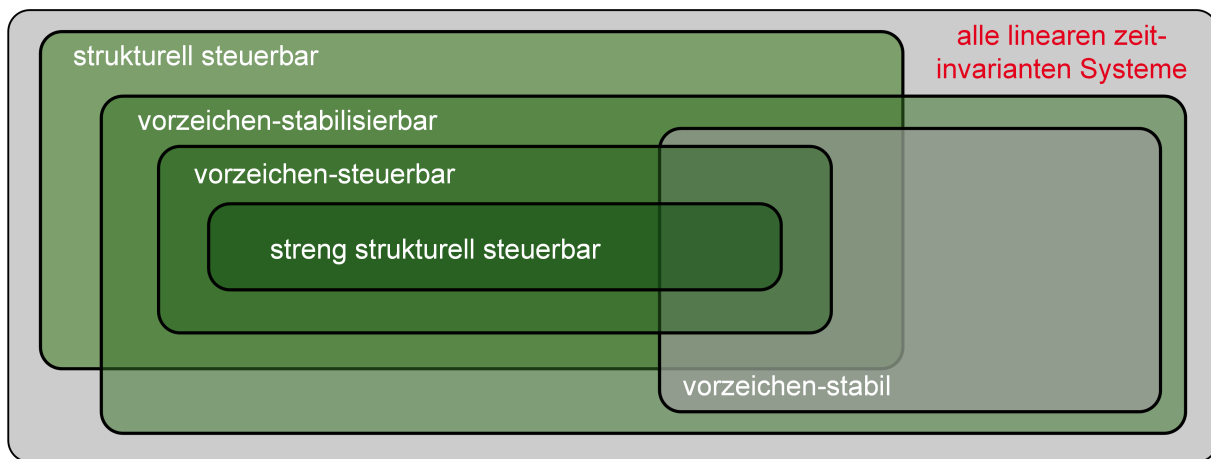 strukturell steuerbar
alle linearen zeit-
invarianten Systeme
vorzeichen-stabilisierbar
vorzeichen-steuerbar
streng strukturell steuerbar
vorzeichen-stabil